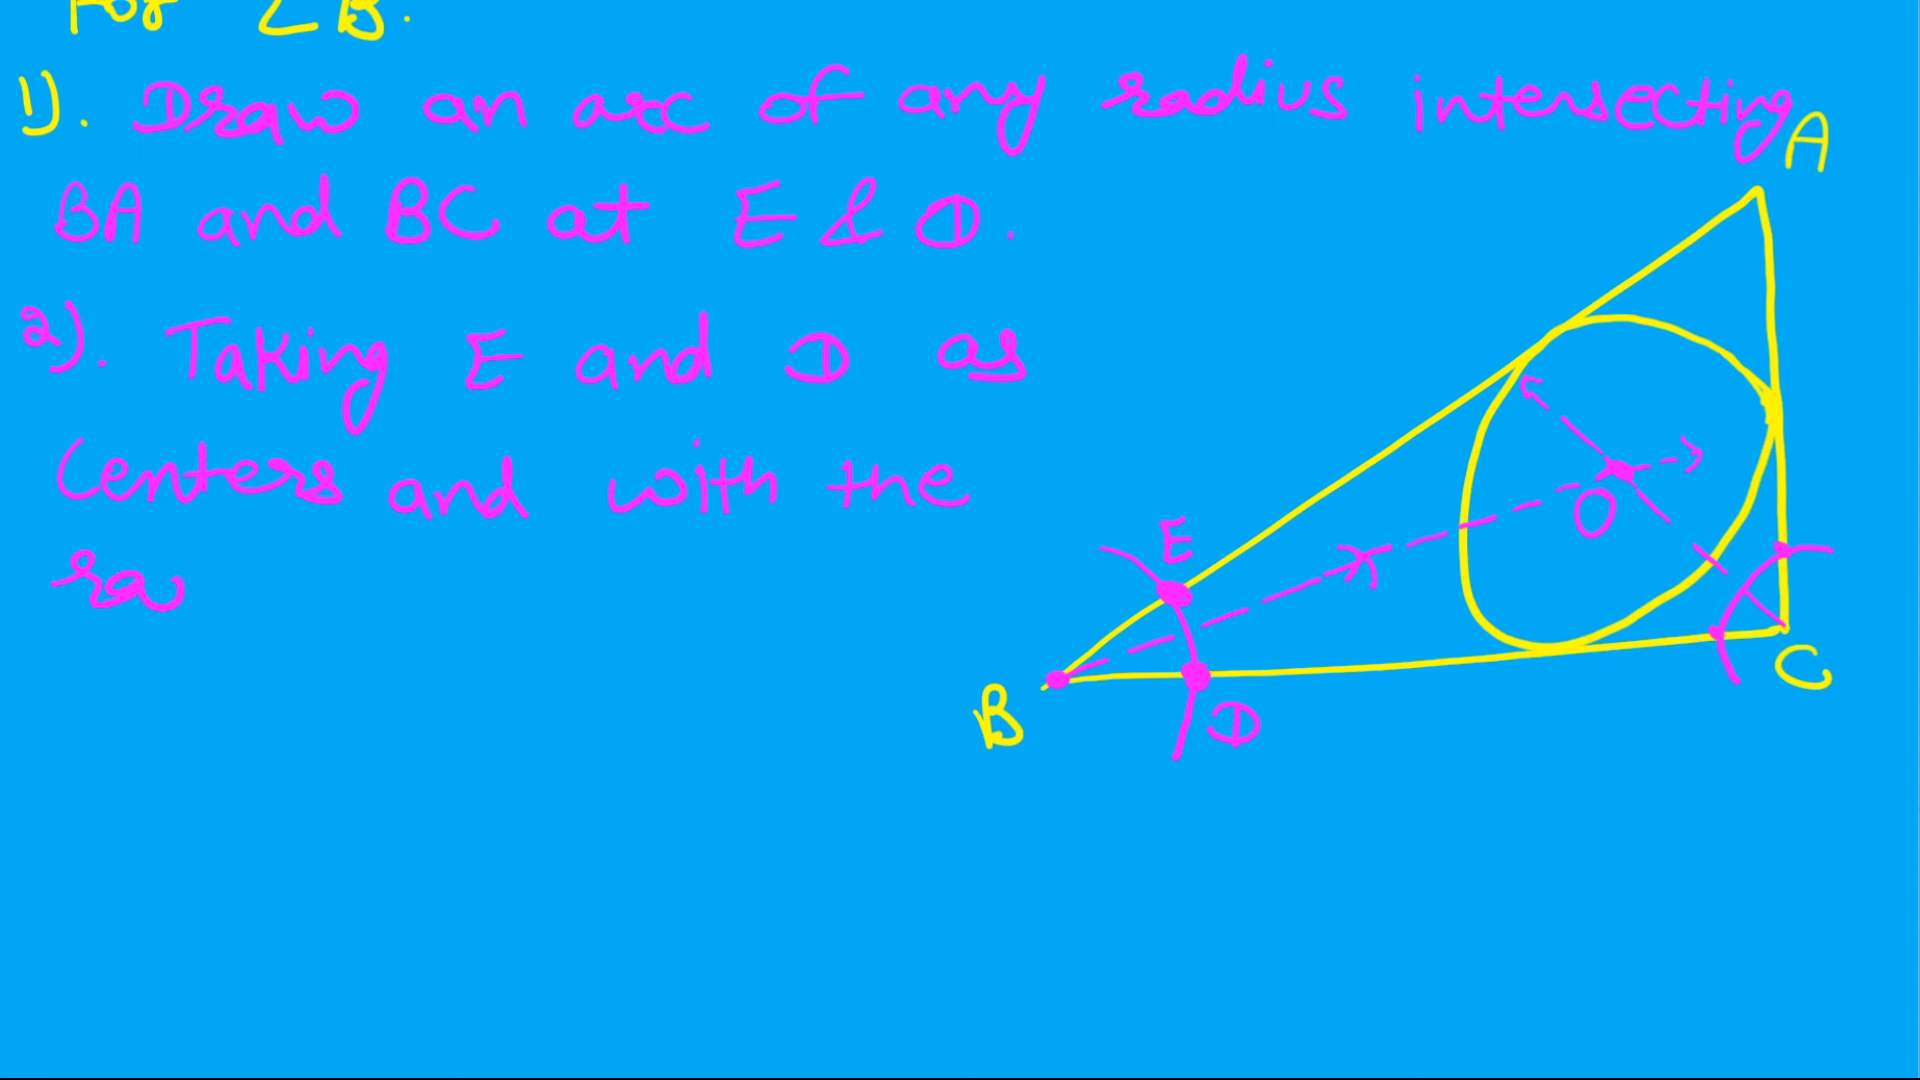 For ∠B.
1). Draw an arc of any radius intersecting
BA and BC at E & D.
2). Taking E and D as
Centers and with the
ra
A
E
O
B
D
C